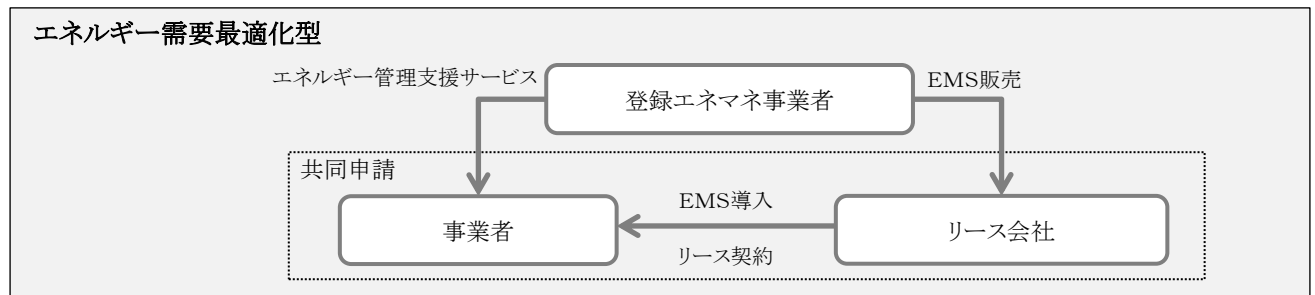 エネルギー需要最適化型
エネルギー管理支援サービス
登録エネマネ事業者
EMS販売
共同申請
事業者
EMS導入
リース契約
リース会社